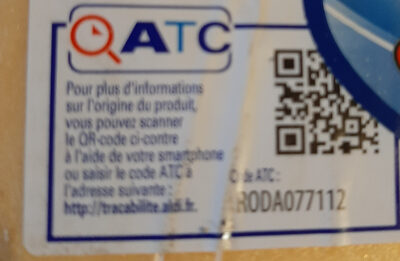 ATC
Pour plus d'informations
sur l'origine du produit,
vous pouvez scanner
le QR-code ci-contre
à l'aide de votre smartphone
ou saisir le code ATC à
l'adresse suivante :
http://tracabilite.aldi.fr
Code ATC :
RODA077112